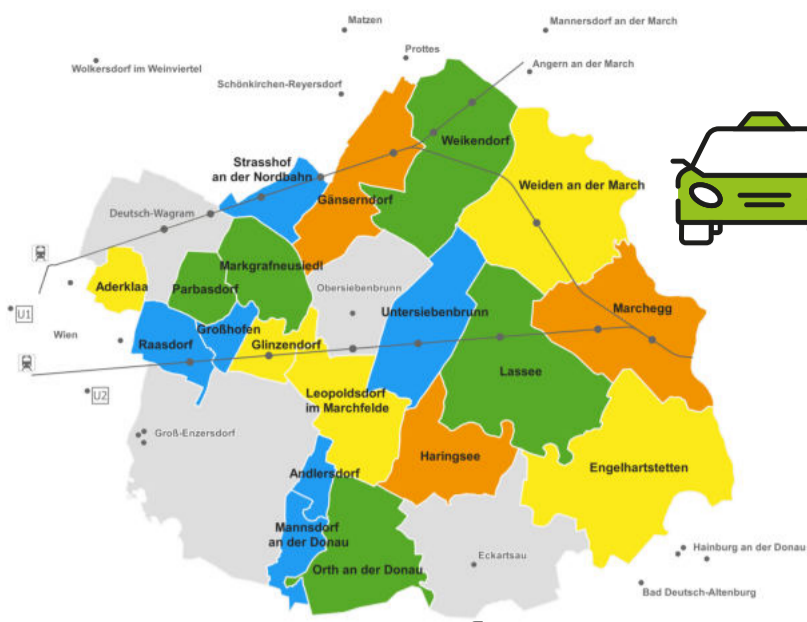 Matzen
Mannersdorf an der March
Prottes
Wolkersdorf im Weinviertel
Angern an der March
Schönkirchen-Reyersdorf
Weikendorf
Strasshof
an der Nordbahn
Weiden an der March
Gänserndorf
Deutsch-Wagram
Markgrafneusiedl
Aderklaa
Parbasdorf
Obersiebenbrunn
Marchegg
U1
Untersiebenbrunn
Großhofen
Wien
Raasdorf
Glinzendorf
Lassee
U2
Leopoldsdorf
im Marchfelde
Groß-Enzersdorf
Haringsee
Engelhartstetten
Andlersdorf
Mannsdorf
an der Donau
Hainburg an der Donau
Eckartsau
Orth an der Donau
Bad Deutsch-Altenburg